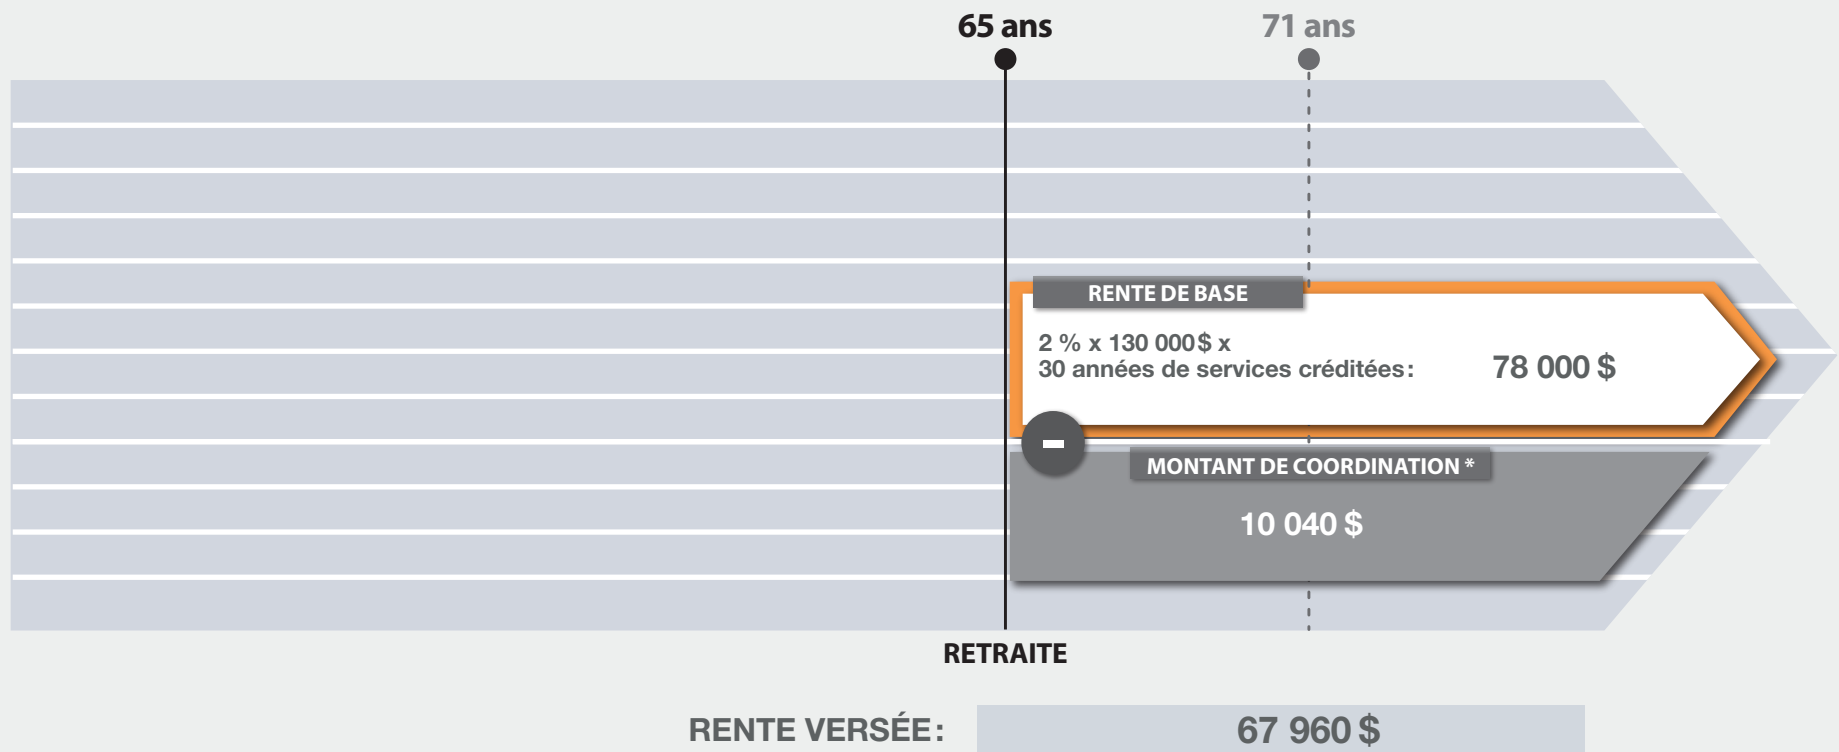 65 ans
71 ans
RENTE DE BASE
2 % x 130 000 $ x
30 années de services créditées :
78 000 $
-
MONTANT DE COORDINATION *
10 040 $
RETRAITE
RENTE VERSÉE :
67 960 $